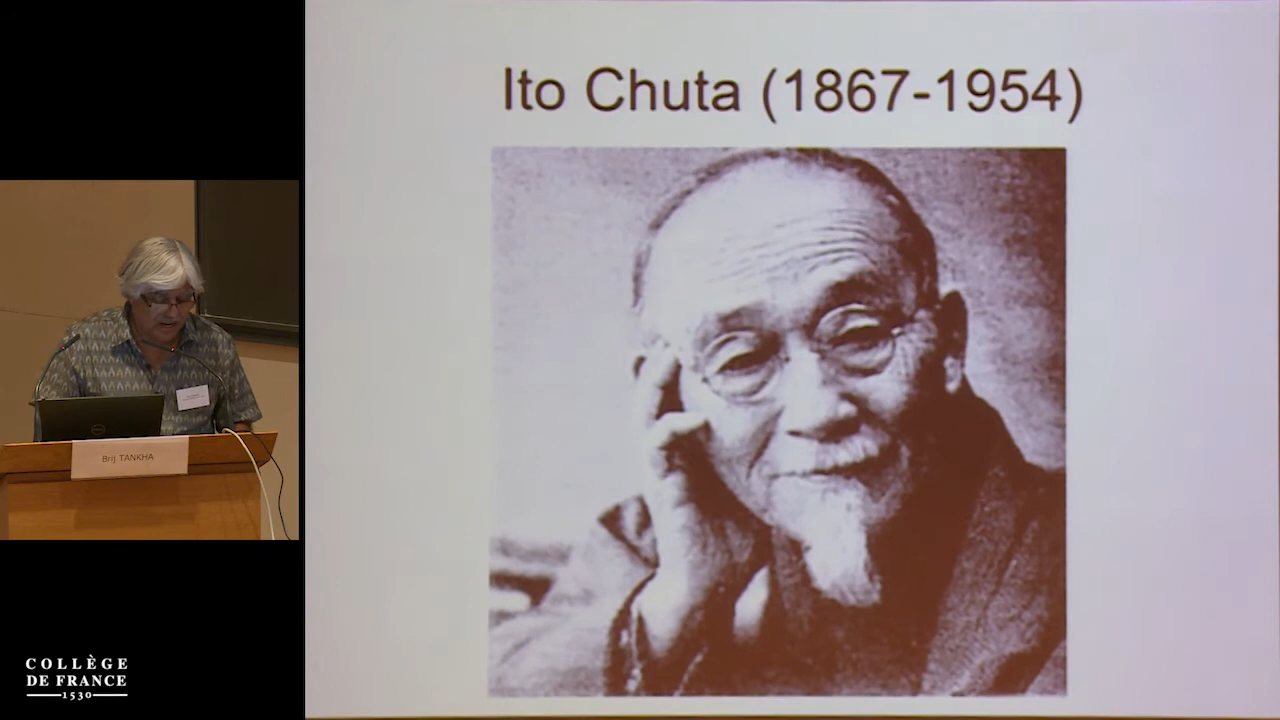 Ito Chuta (1867-1954)
Brij TANKHA
COLLÈGE
DE FRANCE
1530